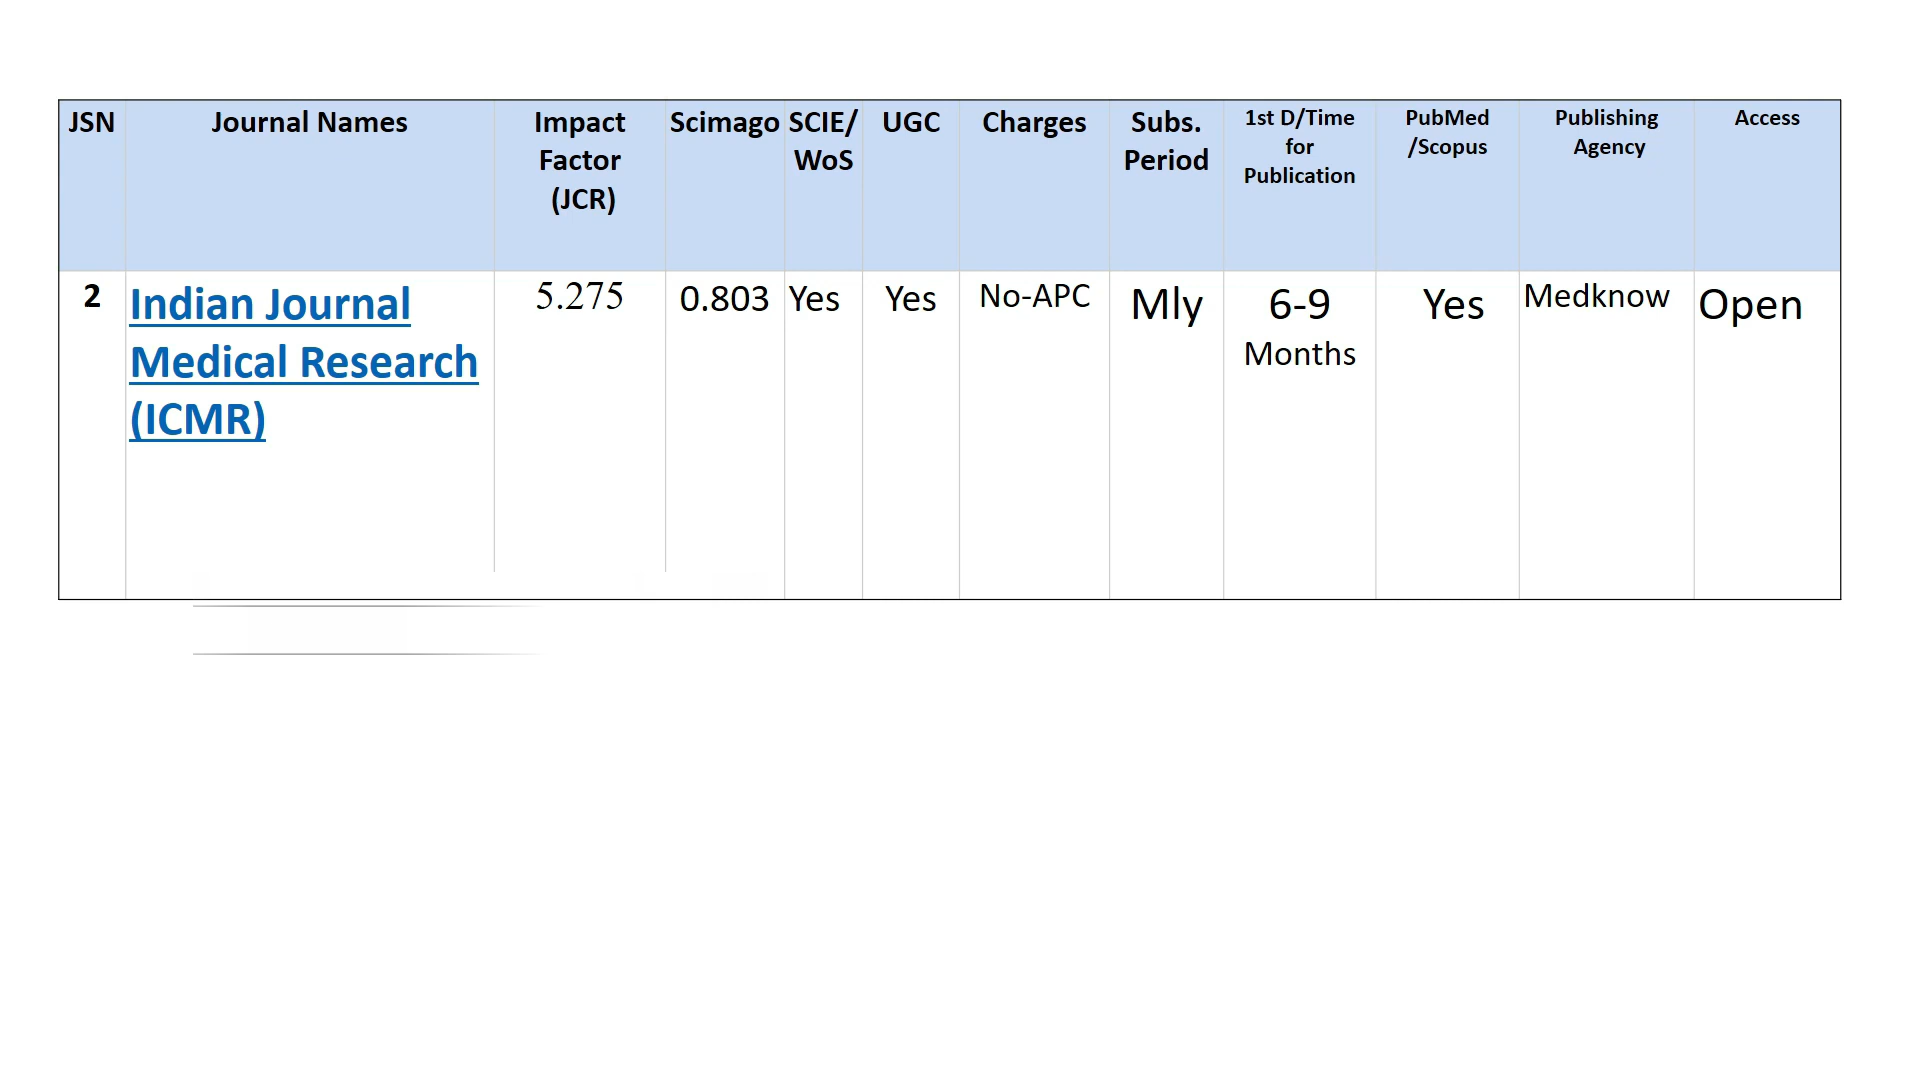 JSN Journal Names Impact Factor (JCR) Scimago SCIE/ WoS UGC Charges Subs. Period 1st D/Time for Publication PubMed /Scopus Publishing Agency Access
2 Indian Journal Medical Research (ICMR) 5.275 0.803 Yes Yes No-APC Mly 6-9 Months Yes Medknow Open